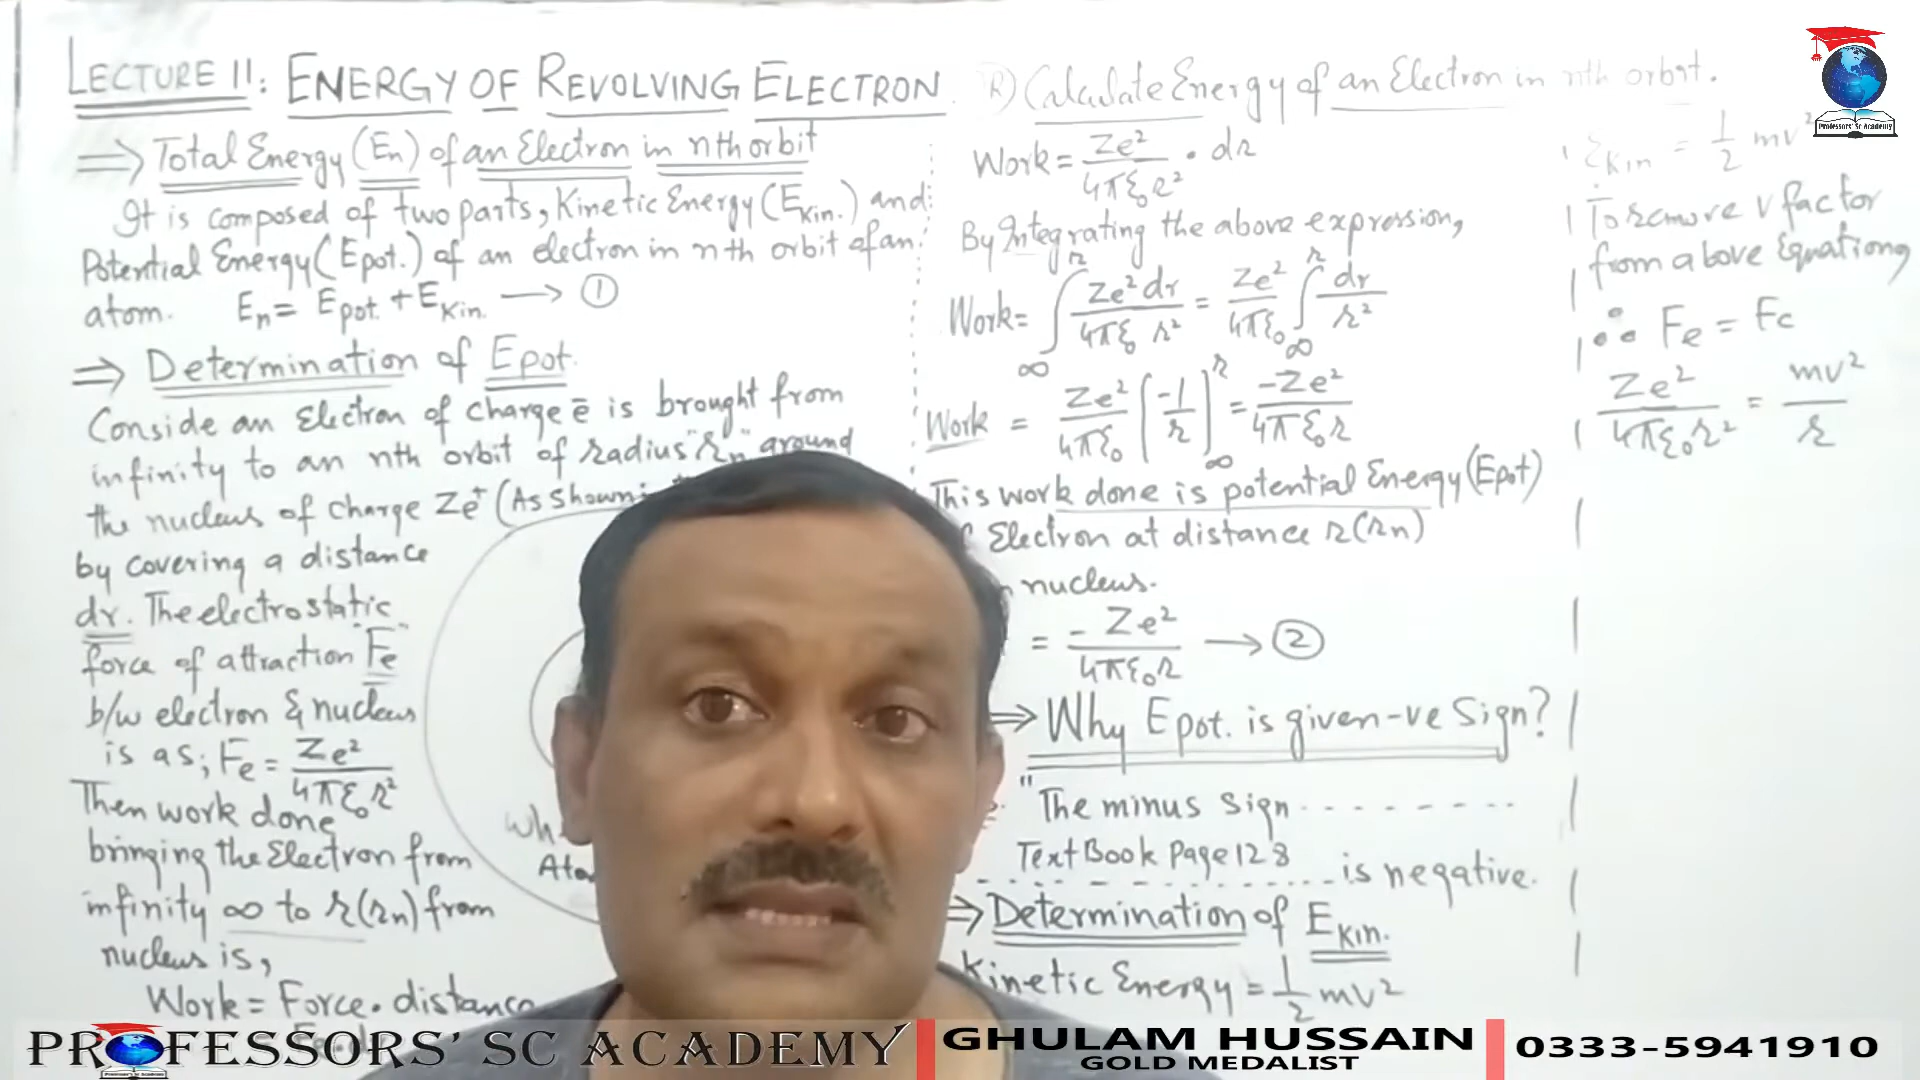 LECTURE 11: ENERGY OF REVOLVING ELECTRON
R) Calculate Energy of an Electron in nth orbit.
⇒ Total Energy (En) of an Electron in nth orbit
It is composed of two parts, Kinetic Energy (EKin.) and
Potential Energy (Epot.) of an electron in nth orbit of an
atom. En = Epot. + EKin. → ①
⇒ Determination of Epot.
Conside an Electron of charge ē is brought from
infinity to an nth orbit of radius "rn" around
the nucleus of charge Ze⁺ (As Shown
by covering a distance
dr. The electrostatic
force of attraction "Fe"
b/w electron & nucleus
is as; Fe = Ze²/4πε₀r²
Then work done
bringing the Electron from
infinity ∞ to r(rn) from
nucleus is,
Work = Force . distance
Work = Ze²/4πε₀r² . dr
By Integrating the above expression,
Work = ∫∞^r Ze²dr/4πε₀r² = Ze²/4πε₀ ∫∞^r dr/r²
Work = Ze²/4πε₀ [-1/r]∞^r = -Ze²/4πε₀r
This work done is potential Energy (Epot)
Electron at distance r(rn)
nucleus.
= - Ze²/4πε₀r → ②
⇒ Why Epot. is given -ve Sign?
"The minus sign - - - - - - - -
Text Book Page 128
- - - - - - - - - - is negative.
⇒ Determination of EKin.
Kinetic Energy = 1/2 mv²
EKin = 1/2 mv²
To remove v factor
from above Equationg
∴ Fe = Fc
Ze²/4πε₀r² = mv²/r
Professors' Sc Academy
PROFESSORS' SC ACADEMY
GHULAM HUSSAIN
GOLD MEDALIST
0333-5941910